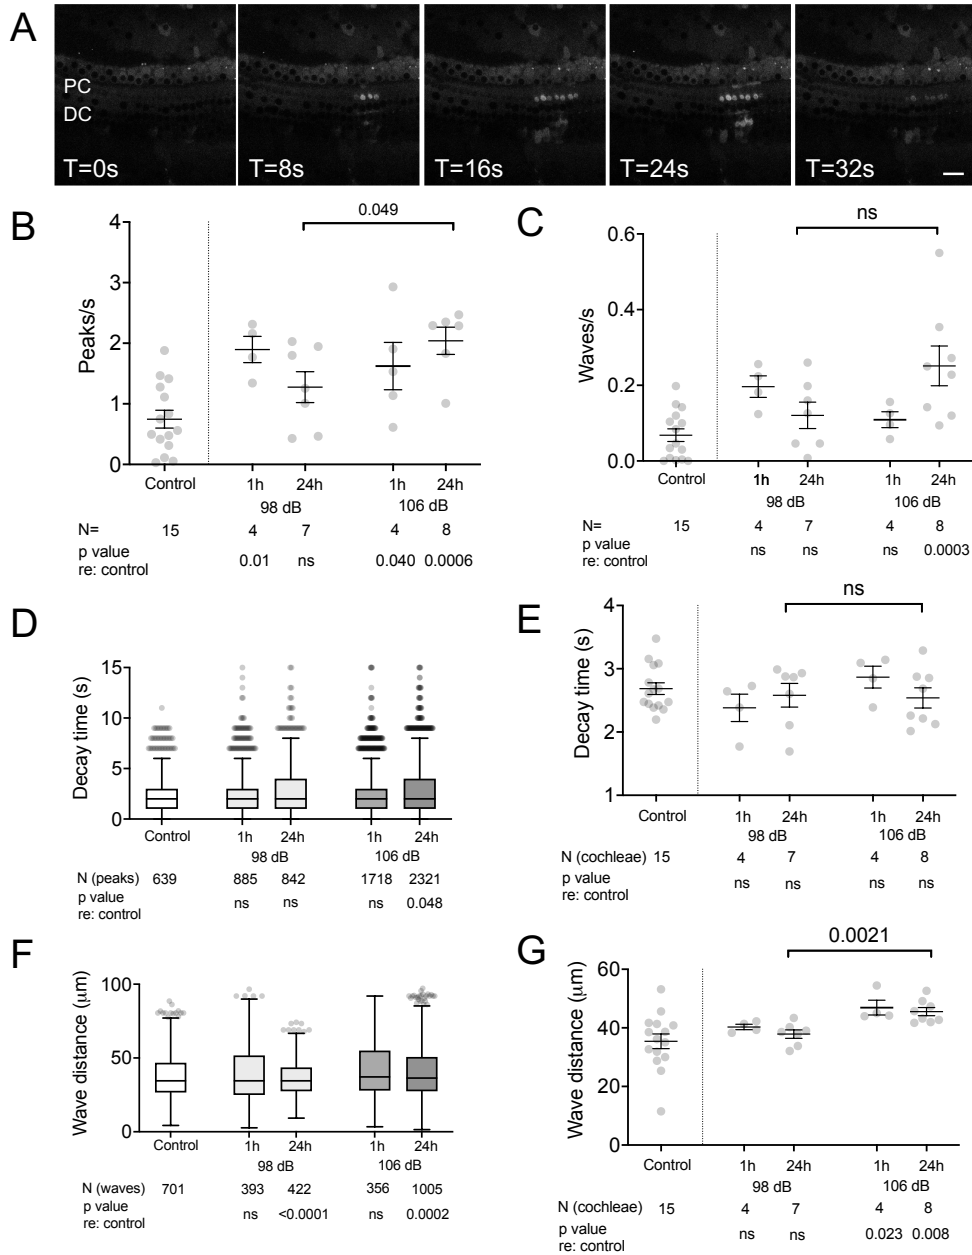 A
PC
DC
T=0s
T=8s
T=16s
T=24s
T=32s
B
0.049
Peaks/s
4
3
2
1
0
Control
1h
24h
1h
24h
98 dB
106 dB
N=
15
4
7
4
8
p value
re: control
0.01
ns
0.040
0.0006
C
ns
Waves/s
0.6
0.4
0.2
0.0
Control
1h
24h
1h
24h
98 dB
106 dB
N=
15
4
7
4
8
p value
re: control
ns
ns
ns
0.0003
D
Decay time (s)
15
10
5
0
Control
1h
24h
1h
24h
98 dB
106 dB
N (peaks)
639
885
842
1718
2321
p value
re: control
ns
ns
ns
0.048
E
ns
Decay time (s)
4
3
2
1
Control
1h
24h
1h
24h
98 dB
106 dB
N (cochleae)
15
4
7
4
8
p value
re: control
ns
ns
ns
ns
F
Wave distance (μm)
100
50
0
Control
1h
24h
1h
24h
98 dB
106 dB
N (waves)
701
393
422
356
1005
p value
re: control
ns
<0.0001
ns
0.0002
G
0.0021
Wave distance (μm)
60
40
20
0
Control
1h
24h
1h
24h
98 dB
106 dB
N (cochleae)
15
4
7
4
8
p value
re: control
ns
ns
0.023
0.008